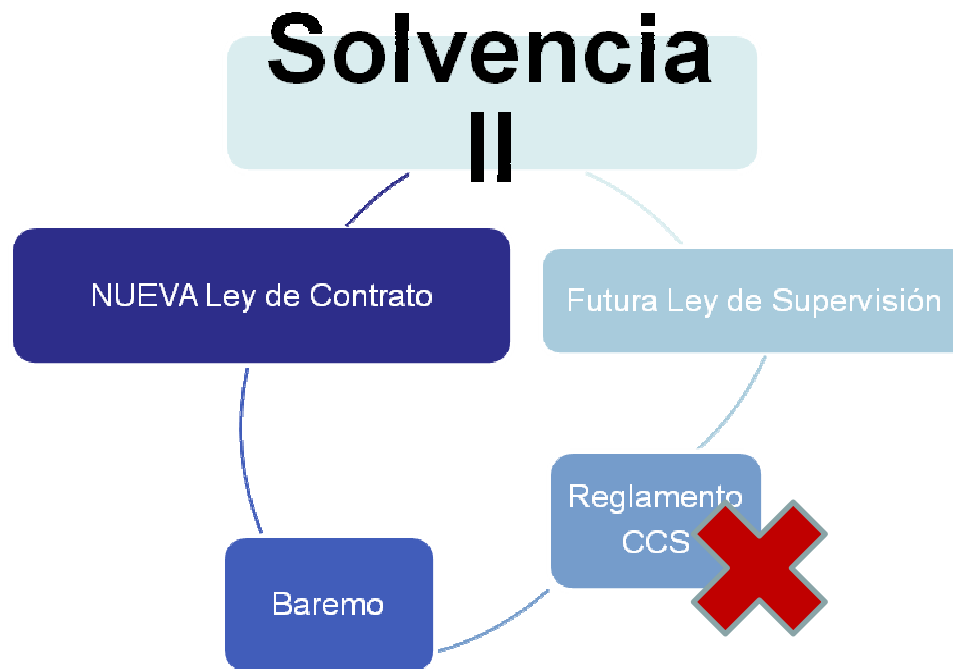 Solvencia
II
NUEVA Ley de Contrato
Futura Ley de Supervisión
Reglamento
CCS
Baremo